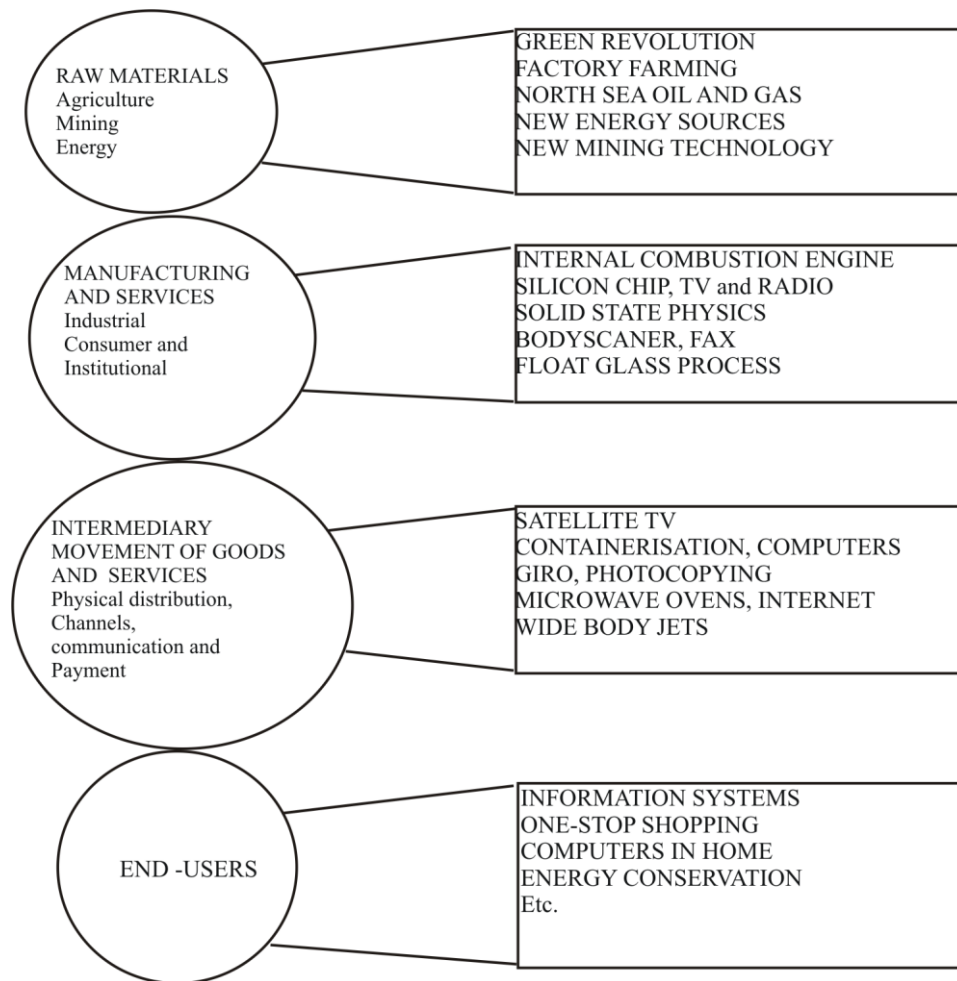 RAW MATERIALS
Agriculture
Mining
Energy
GREEN REVOLUTION
FACTORY FARMING
NORTH SEA OIL AND GAS
NEW ENERGY SOURCES
NEW MINING TECHNOLOGY
MANUFACTURING
AND SERVICES
Industrial
Consumer and
Institutional
INTERNAL COMBUSTION ENGINE
SILICON CHIP, TV and RADIO
SOLID STATE PHYSICS
BODYSCANER, FAX
FLOAT GLASS PROCESS
INTERMEDIARY
MOVEMENT OF GOODS
AND SERVICES
Physical distribution,
Channels,
communication and
Payment
SATELLITE TV
CONTAINERISATION, COMPUTERS
GIRO, PHOTOCOPYING
MICROWAVE OVENS, INTERNET
WIDE BODY JETS
END -USERS
INFORMATION SYSTEMS
ONE-STOP SHOPPING
COMPUTERS IN HOME
ENERGY CONSERVATION
Etc.